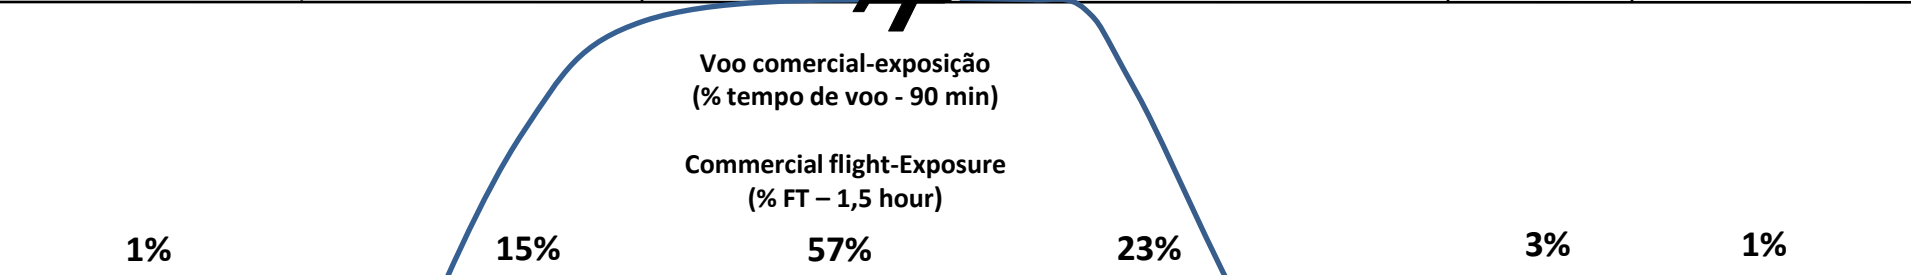 Voo comercial-exposição
(% tempo de voo - 90 min)
Commercial flight-Exposure
(% FT – 1,5 hour)
1% 15% 57% 23% 3% 1%